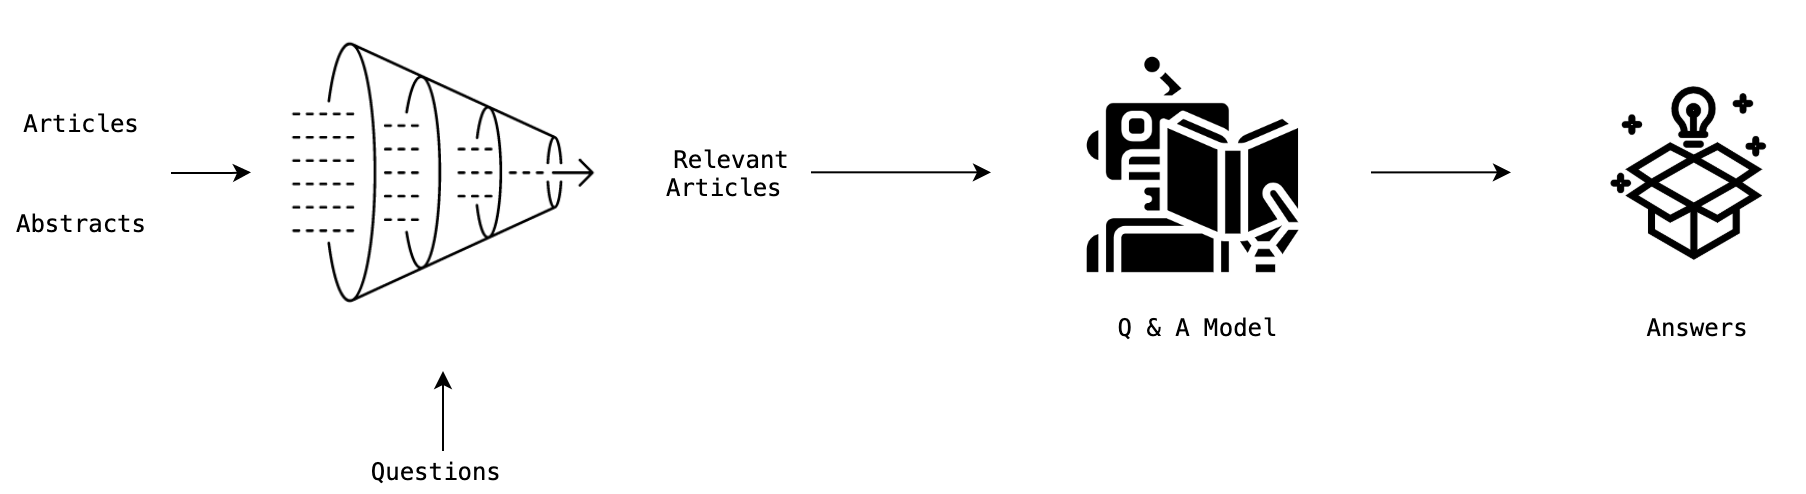 Articles
Abstracts
Questions
Relevant
Articles
Q & A Model
Answers